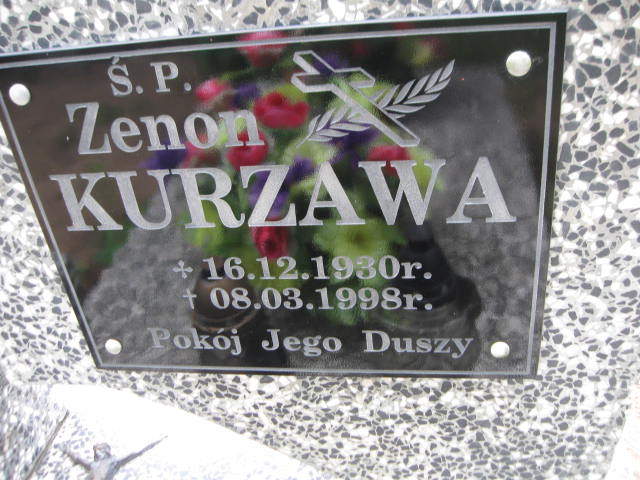 Ś. P.
Zenon
KURZAWA
✣ 16.12.1930r.
† 08.03.1998r.
Pokój Jego Duszy